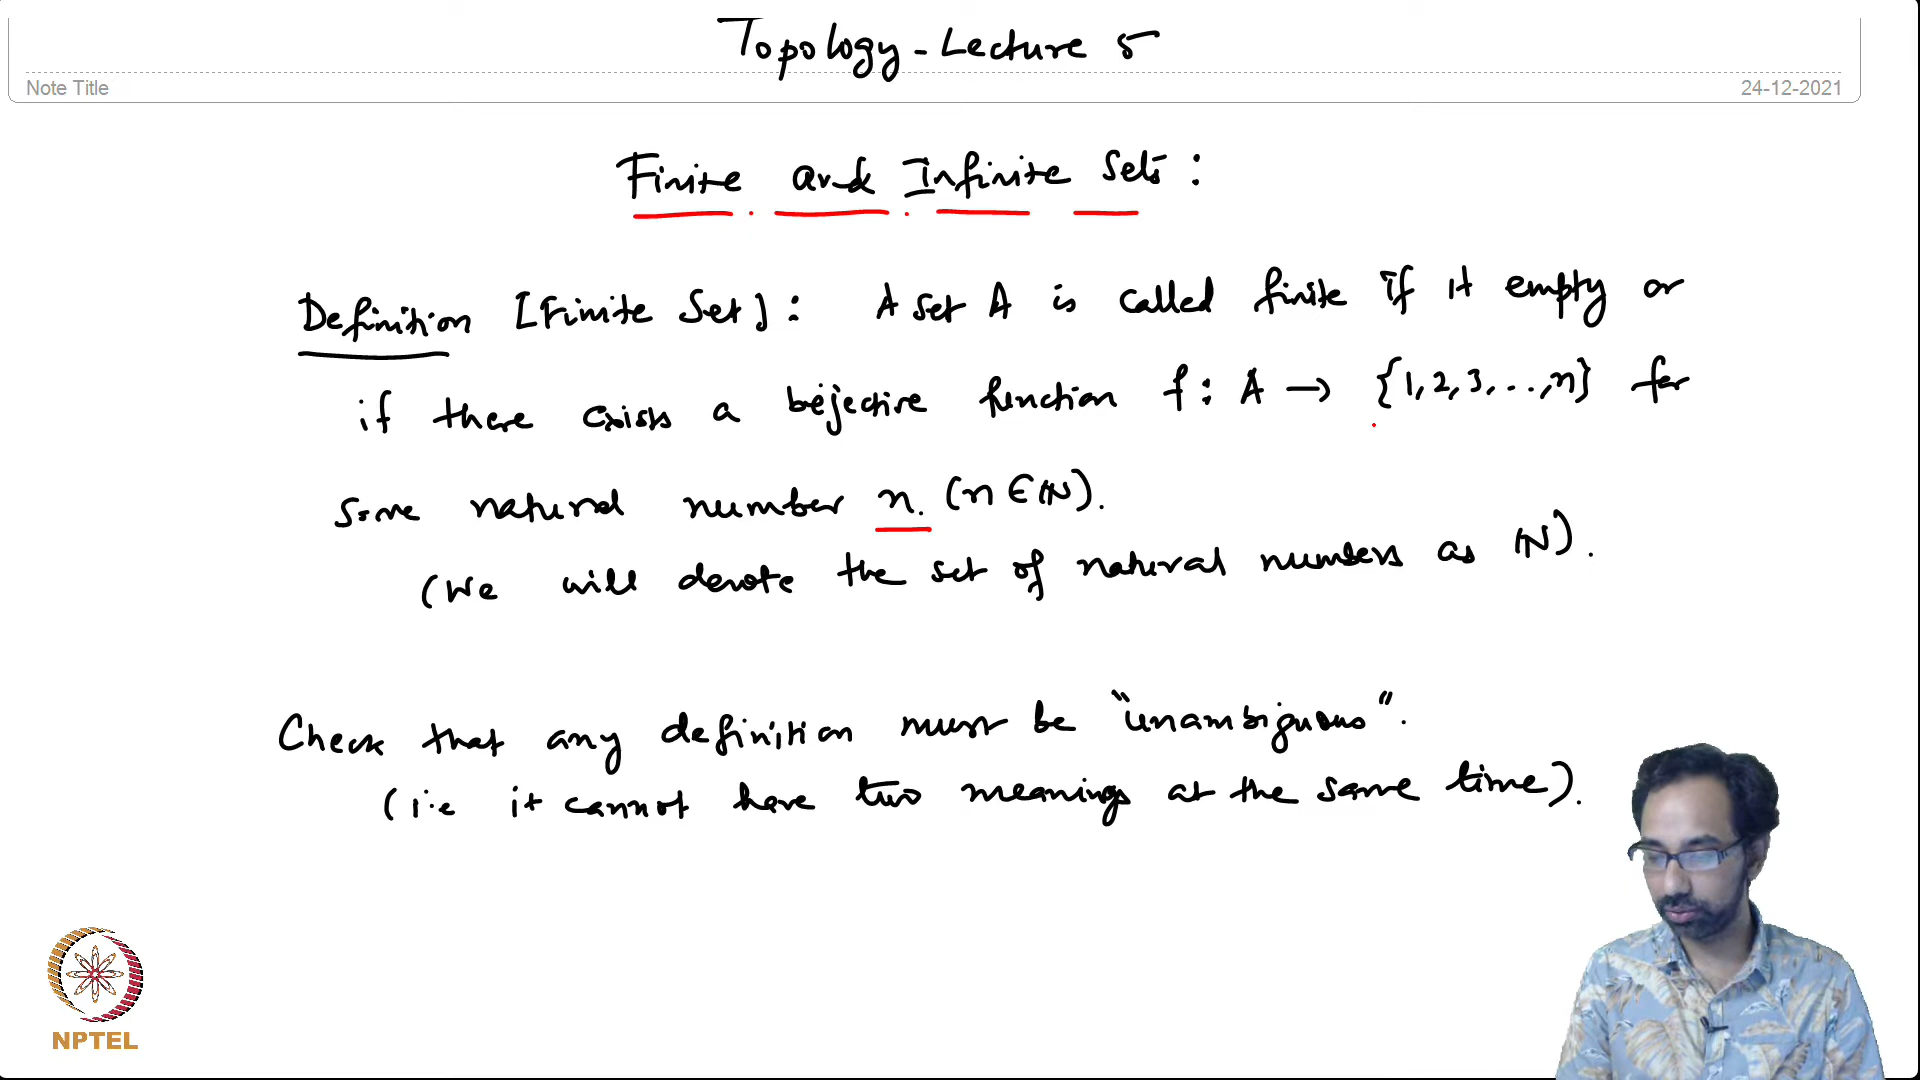 Topology - Lecture 5
Note Title
24-12-2021
Finite and Infinite Sets :
Definition [Finite Set] : A set A is called finite if it empty or
if there exists a bijective function f : A → {1,2,3,...,n} for
some natural number n. (n ∈ ℕ).
(We will denote the set of natural numbers as ℕ).
Check that any definition must be "unambiguous".
(i.e it cannot have two meanings at the same time).
NPTEL